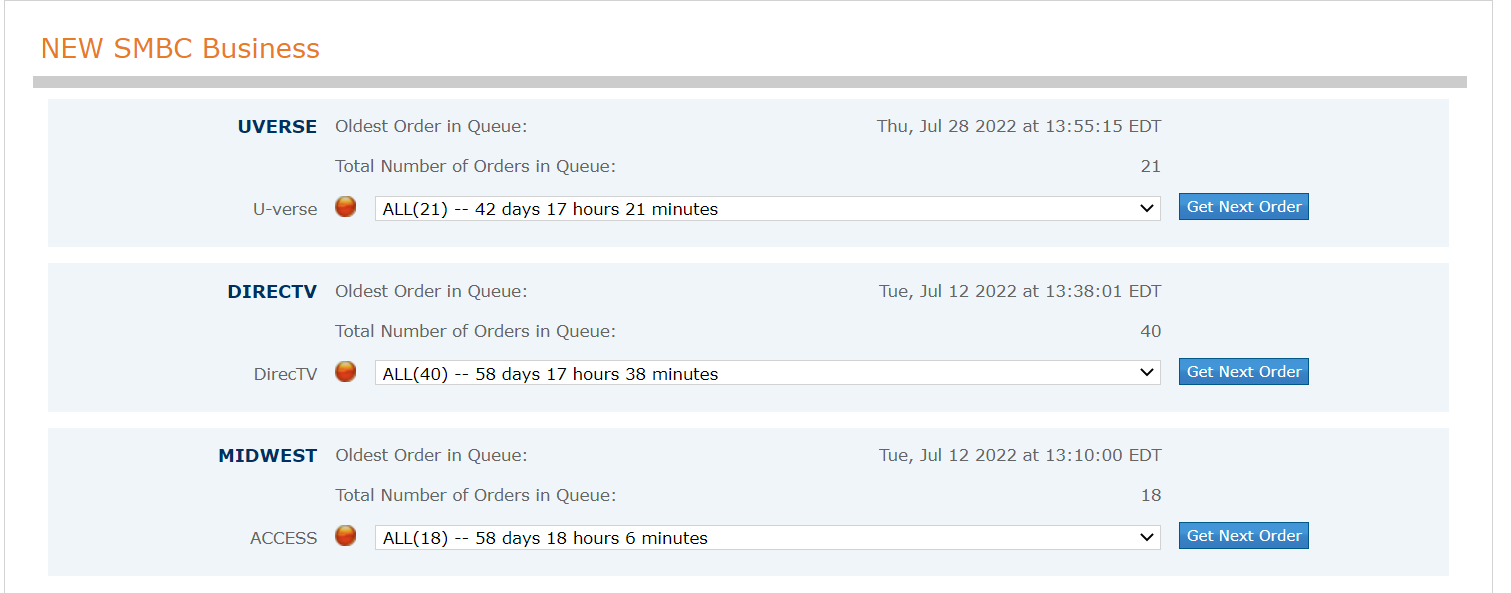 NEW SMBC Business
UVERSE Oldest Order in Queue: Thu, Jul 28 2022 at 13:55:15 EDT
Total Number of Orders in Queue: 21
U-verse ALL(21) -- 42 days 17 hours 21 minutes Get Next Order
DIRECTV Oldest Order in Queue: Tue, Jul 12 2022 at 13:38:01 EDT
Total Number of Orders in Queue: 40
DirecTV ALL(40) -- 58 days 17 hours 38 minutes Get Next Order
MIDWEST Oldest Order in Queue: Tue, Jul 12 2022 at 13:10:00 EDT
Total Number of Orders in Queue: 18
ACCESS ALL(18) -- 58 days 18 hours 6 minutes Get Next Order